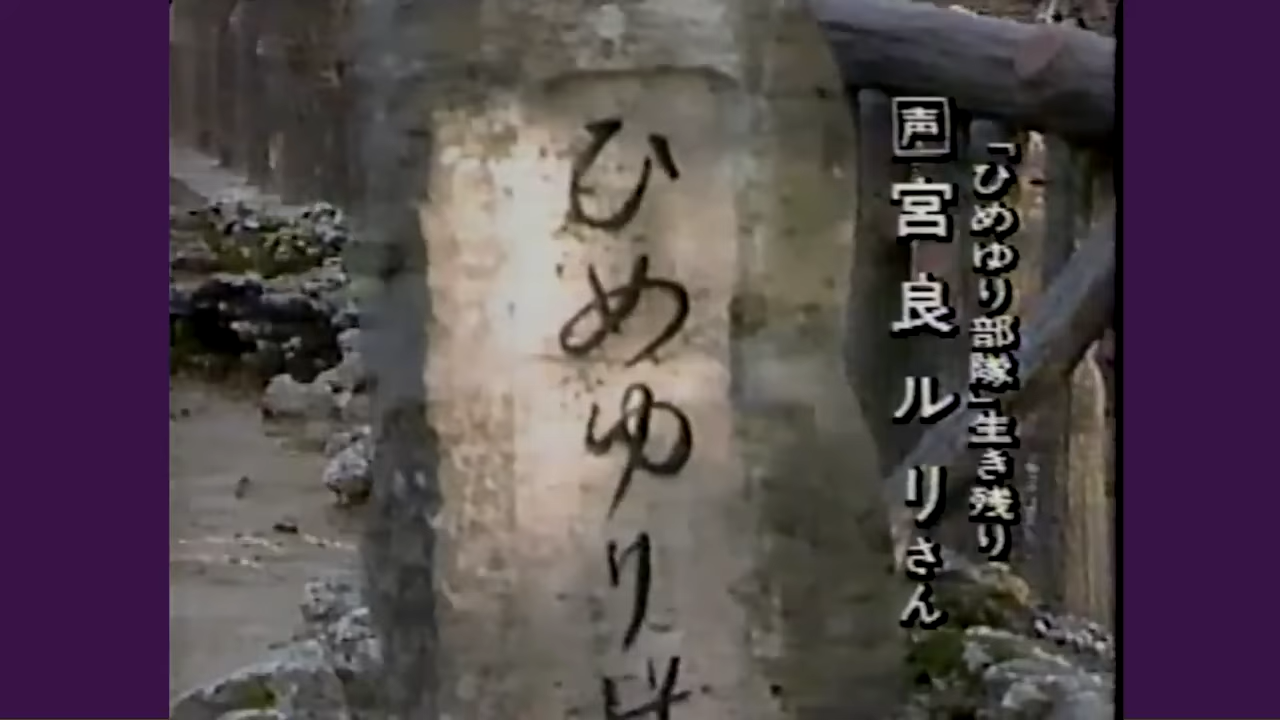 「ひめゆり部隊」生き残り
声 宮良ルリさん
ひめゆり